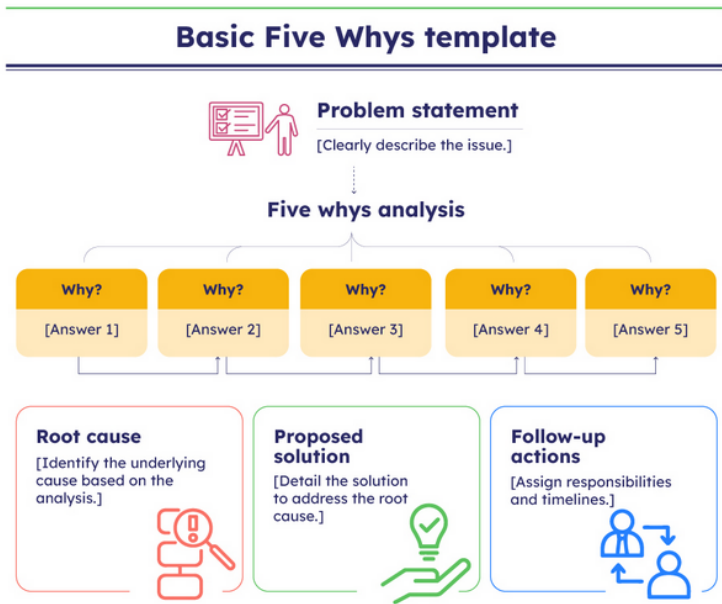 Basic Five Whys template
Problem statement
[Clearly describe the issue.]
Five whys analysis
Why?
Why?
Why?
Why?
Why?
[Answer 1]
[Answer 2]
[Answer 3]
[Answer 4]
[Answer 5]
Root cause
[Identify the underlying
cause based on the
analysis.]
Proposed
solution
[Detail the solution
to address the root
cause.]
Follow-up
actions
[Assign responsibilities
and timelines.]